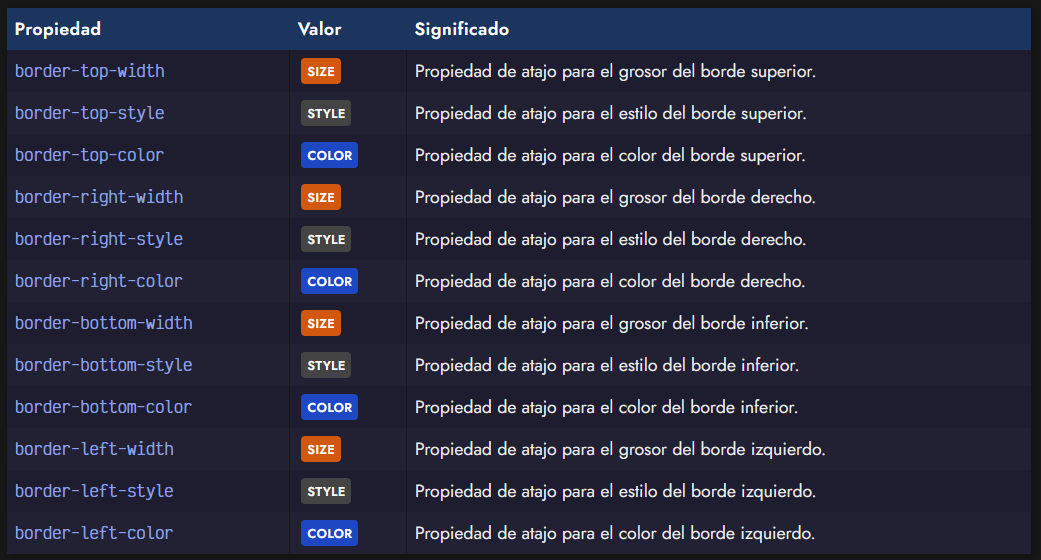 Propiedad Valor Significado
border-top-width SIZE Propiedad de atajo para el grosor del borde superior.
border-top-style STYLE Propiedad de atajo para el estilo del borde superior.
border-top-color COLOR Propiedad de atajo para el color del borde superior.
border-right-width SIZE Propiedad de atajo para el grosor del borde derecho.
border-right-style STYLE Propiedad de atajo para el estilo del borde derecho.
border-right-color COLOR Propiedad de atajo para el color del borde derecho.
border-bottom-width SIZE Propiedad de atajo para el grosor del borde inferior.
border-bottom-style STYLE Propiedad de atajo para el estilo del borde inferior.
border-bottom-color COLOR Propiedad de atajo para el color del borde inferior.
border-left-width SIZE Propiedad de atajo para el grosor del borde izquierdo.
border-left-style STYLE Propiedad de atajo para el estilo del borde izquierdo.
border-left-color COLOR Propiedad de atajo para el color del borde izquierdo.